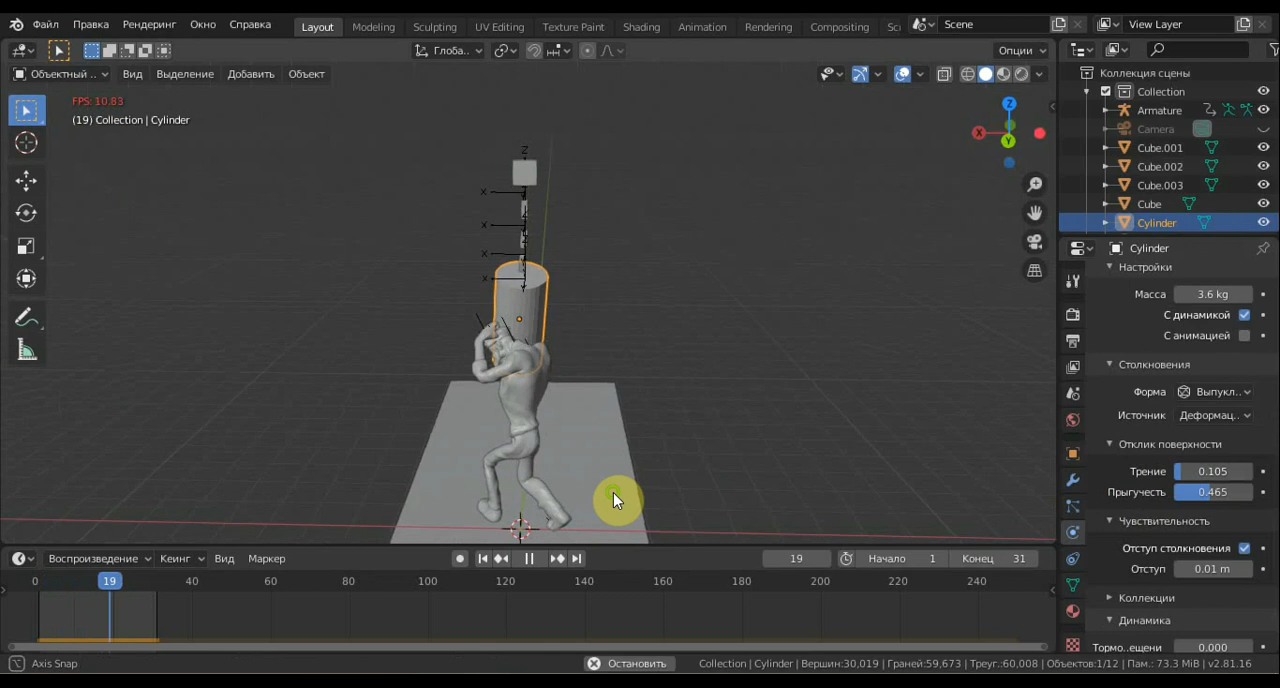 Файл Правка Рендеринг Окно Справка Layout Modeling Sculpting UV Editing Texture Paint Shading Animation Rendering Compositing Sc Scene View Layer
Глоба.. Опции
Объектный .. Вид Выделение Добавить Объект
FPS: 10.83
(19) Collection | Cylinder
Z
X
X
X
X
Z
X
Y
Коллекция сцены
Collection
Armature
Camera
Cube.001
Cube.002
Cube.003
Cube
Cylinder
Cylinder
Настройки
Масса 3.6 kg
С динамикой
С анимацией
Столкновения
Форма Выпукл..
Источник Деформац..
Отклик поверхности
Трение 0.105
Прыгучесть 0.465
Чувствительность
Отступ столкновения
Отступ 0.01 m
Коллекции
Динамика
Тормо..ещени 0.000
Воспроизведение Кеинг Вид Маркер 19 Начало 1 Конец 31
0 19 40 60 80 100 120 140 160 180 200 220 240
Axis Snap Остановить Collection | Cylinder | Вершин:30,019 | Граней:59,673 | Треуг.:60,008 | Объектов:1/12 | Пам.: 73.3 MiB | v2.81.16